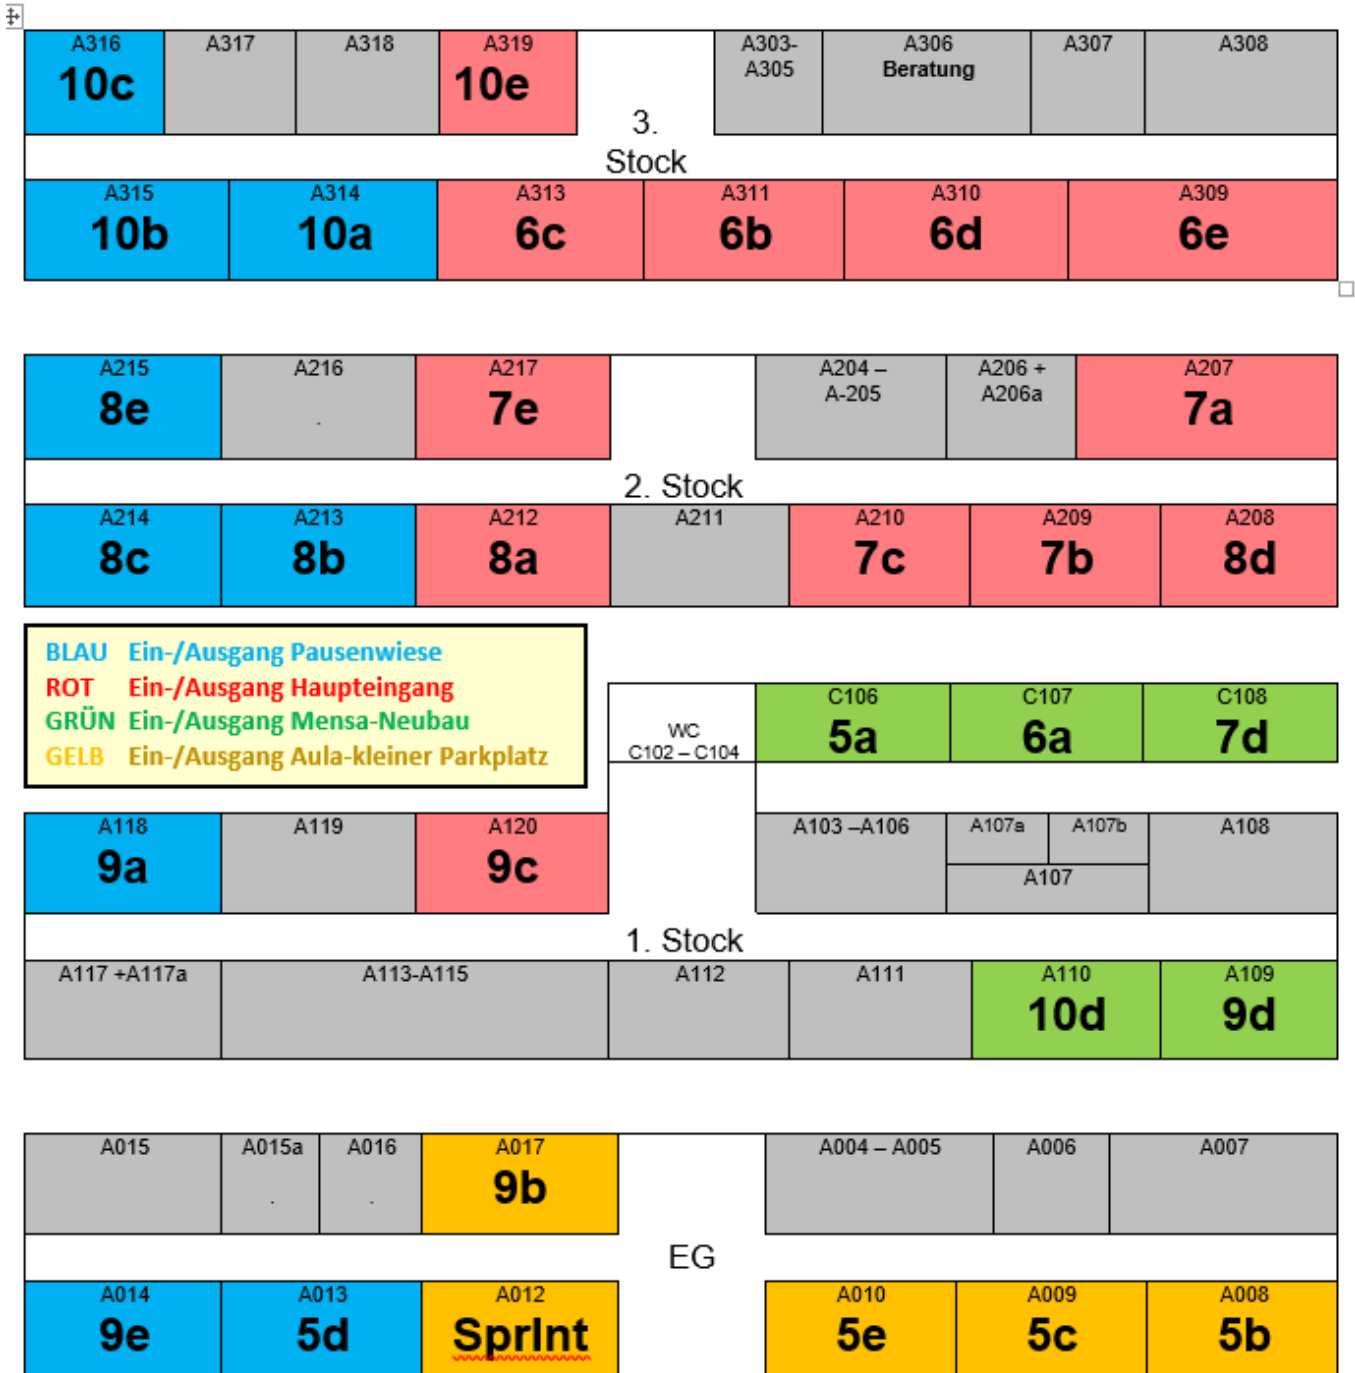 A316 A317 A318 A319 A303- A306 A307 A308
10c 10e A305 Beratung
3.
Stock
A315 A314 A313 A311 A310 A309
10b 10a 6c 6b 6d 6e
A215 A216 A217 A204 – A206 + A207
8e . 7e A-205 A206a 7a
2. Stock
A214 A213 A212 A211 A210 A209 A208
8c 8b 8a 7c 7b 8d
BLAU Ein-/Ausgang Pausenwiese
ROT Ein-/Ausgang Haupteingang
GRÜN Ein-/Ausgang Mensa-Neubau
GELB Ein-/Ausgang Aula-kleiner Parkplatz
WC
C102 – C104
C106 C107 C108
5a 6a 7d
A118 A119 A120 A103 –A106 A107a A107b A108
9a 9c A107
1. Stock
A117 +A117a A113-A115 A112 A111 A110 A109
10d 9d
A015 A015a A016 A017 A004 – A005 A006 A007
. . 9b
EG
A014 A013 A012 A010 A009 A008
9e 5d SprInt 5e 5c 5b